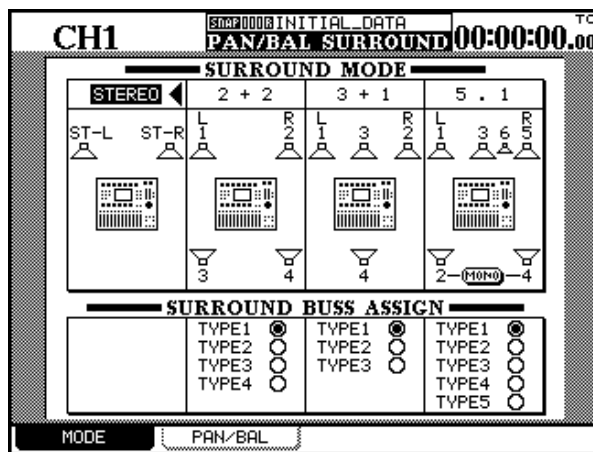 CH1
SNAP 000 INITIAL_DATA
PAN/BAL SURROUND
TC
00:00:00.00
SURROUND MODE
STEREO 2 + 2 3 + 1 5 . 1
ST-L ST-R L R L R L R
1 2 1 3 2 1 3 6 5
3 4 4 2 MONO 4
SURROUND BUSS ASSIGN
TYPE1 TYPE1 TYPE1
TYPE2 TYPE2 TYPE2
TYPE3 TYPE3 TYPE3
TYPE4 TYPE4
TYPE5
MODE PAN/BAL